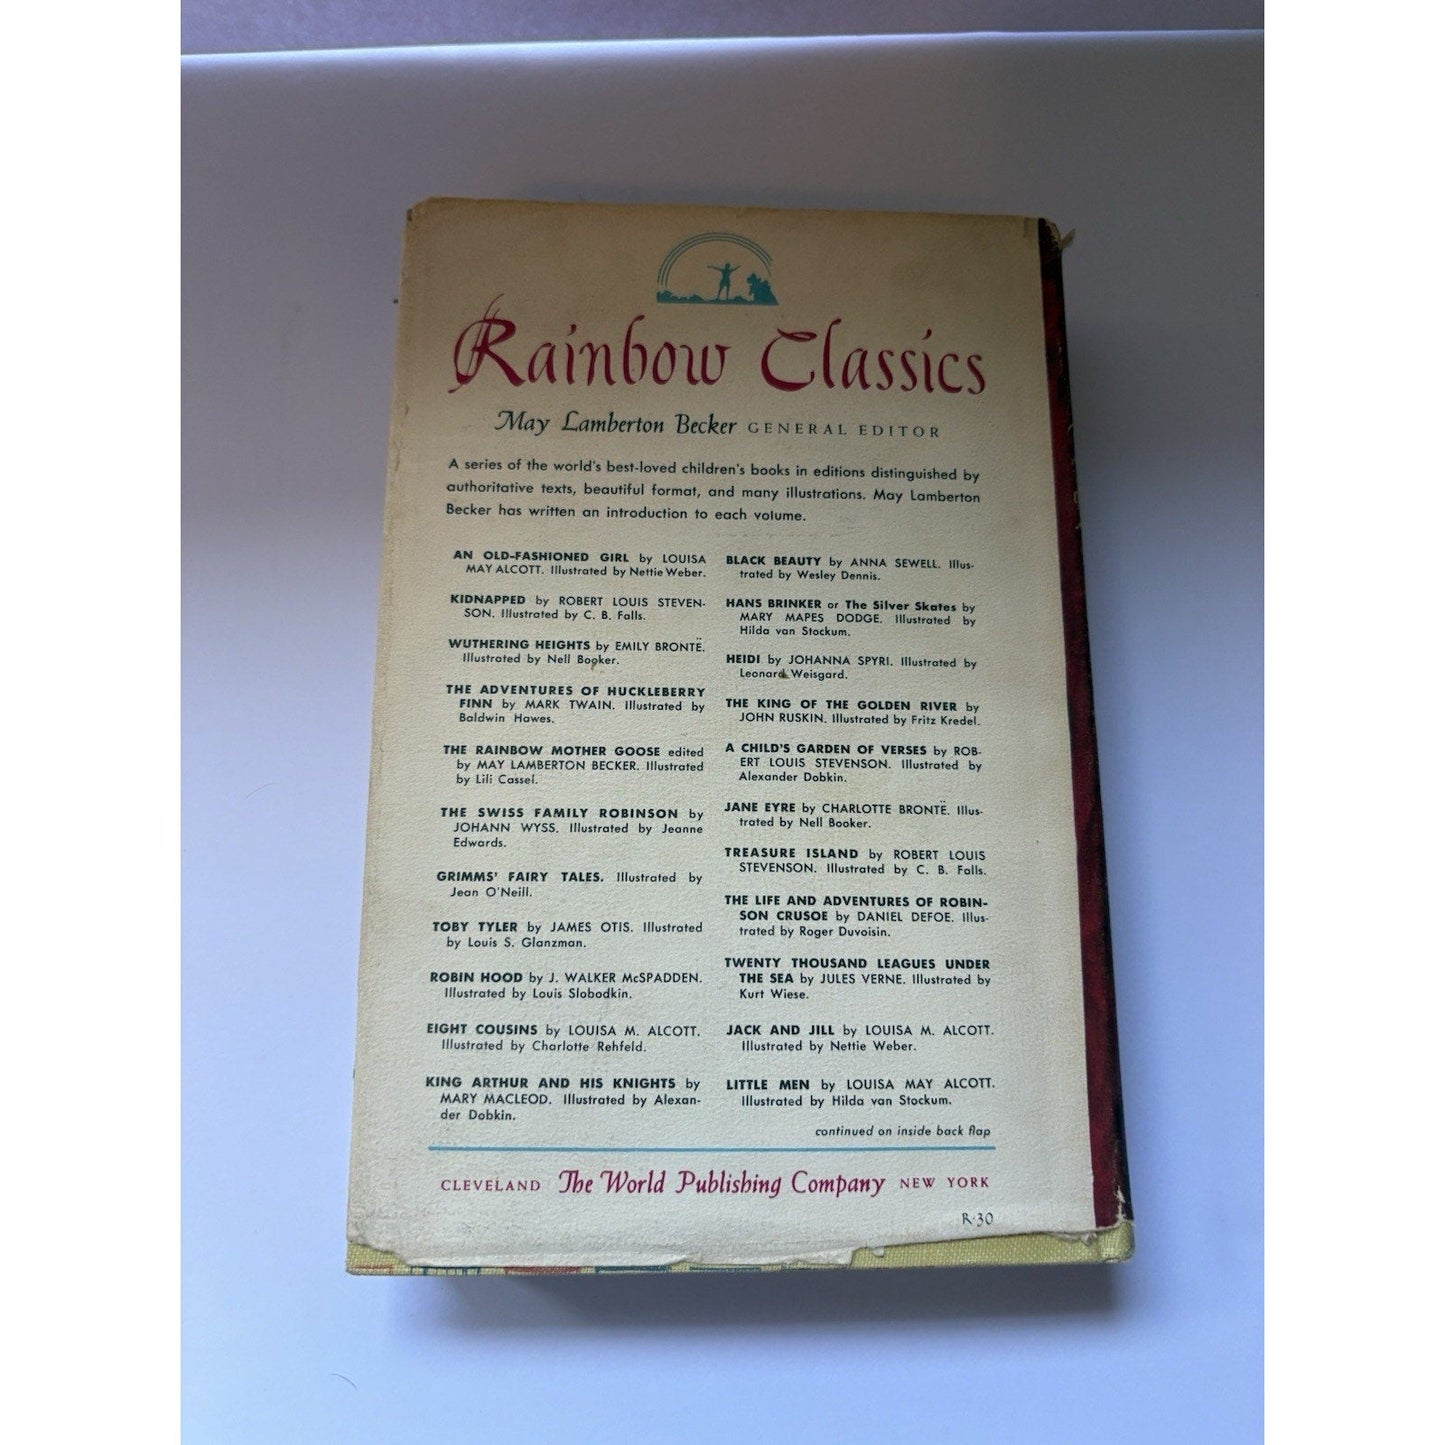 Rainbow Classics
May Lamberton Becker GENERAL EDITOR
A series of the world's best-loved children's books in editions distinguished by
authoritative texts, beautiful format, and many illustrations. May Lamberton
Becker has written an introduction to each volume.
AN OLD-FASHIONED GIRL by LOUISA
MAY ALCOTT. Illustrated by Nettie Weber.
KIDNAPPED by ROBERT LOUIS STEVEN-
SON. Illustrated by C. B. Falls.
WUTHERING HEIGHTS by EMILY BRONTË.
Illustrated by Nell Booker.
THE ADVENTURES OF HUCKLEBERRY
FINN by MARK TWAIN. Illustrated by
Baldwin Hawes.
THE RAINBOW MOTHER GOOSE edited
by MAY LAMBERTON BECKER. Illustrated
by Lili Cassel.
THE SWISS FAMILY ROBINSON by
JOHANN WYSS. Illustrated by Jeanne
Edwards.
GRIMMS' FAIRY TALES. Illustrated by
Jean O'Neill.
TOBY TYLER by JAMES OTIS. Illustrated
by Louis S. Glanzman.
ROBIN HOOD by J. WALKER McSPADDEN.
Illustrated by Louis Slobodkin.
EIGHT COUSINS by LOUISA M. ALCOTT.
Illustrated by Charlotte Rehfeld.
KING ARTHUR AND HIS KNIGHTS by
MARY MACLEOD. Illustrated by Alexan-
der Dobkin.
BLACK BEAUTY by ANNA SEWELL. Illus-
trated by Wesley Dennis.
HANS BRINKER or The Silver Skates by
MARY MAPES DODGE. Illustrated by
Hilda van Stockum.
HEIDI by JOHANNA SPYRI. Illustrated by
Leonard Weisgard.
THE KING OF THE GOLDEN RIVER by
JOHN RUSKIN. Illustrated by Fritz Kredel.
A CHILD'S GARDEN OF VERSES by ROB-
ERT LOUIS STEVENSON. Illustrated by
Alexander Dobkin.
JANE EYRE by CHARLOTTE BRONTË. Illus-
trated by Nell Booker.
TREASURE ISLAND by ROBERT LOUIS
STEVENSON. Illustrated by C. B. Falls.
THE LIFE AND ADVENTURES OF ROBIN-
SON CRUSOE by DANIEL DEFOE. Illus-
trated by Roger Duvoisin.
TWENTY THOUSAND LEAGUES UNDER
THE SEA by JULES VERNE. Illustrated by
Kurt Wiese.
JACK AND JILL by LOUISA M. ALCOTT.
Illustrated by Nettie Weber.
LITTLE MEN by LOUISA MAY ALCOTT.
Illustrated by Hilda van Stockum.
continued on inside back flap
CLEVELAND The World Publishing Company NEW YORK
R-30